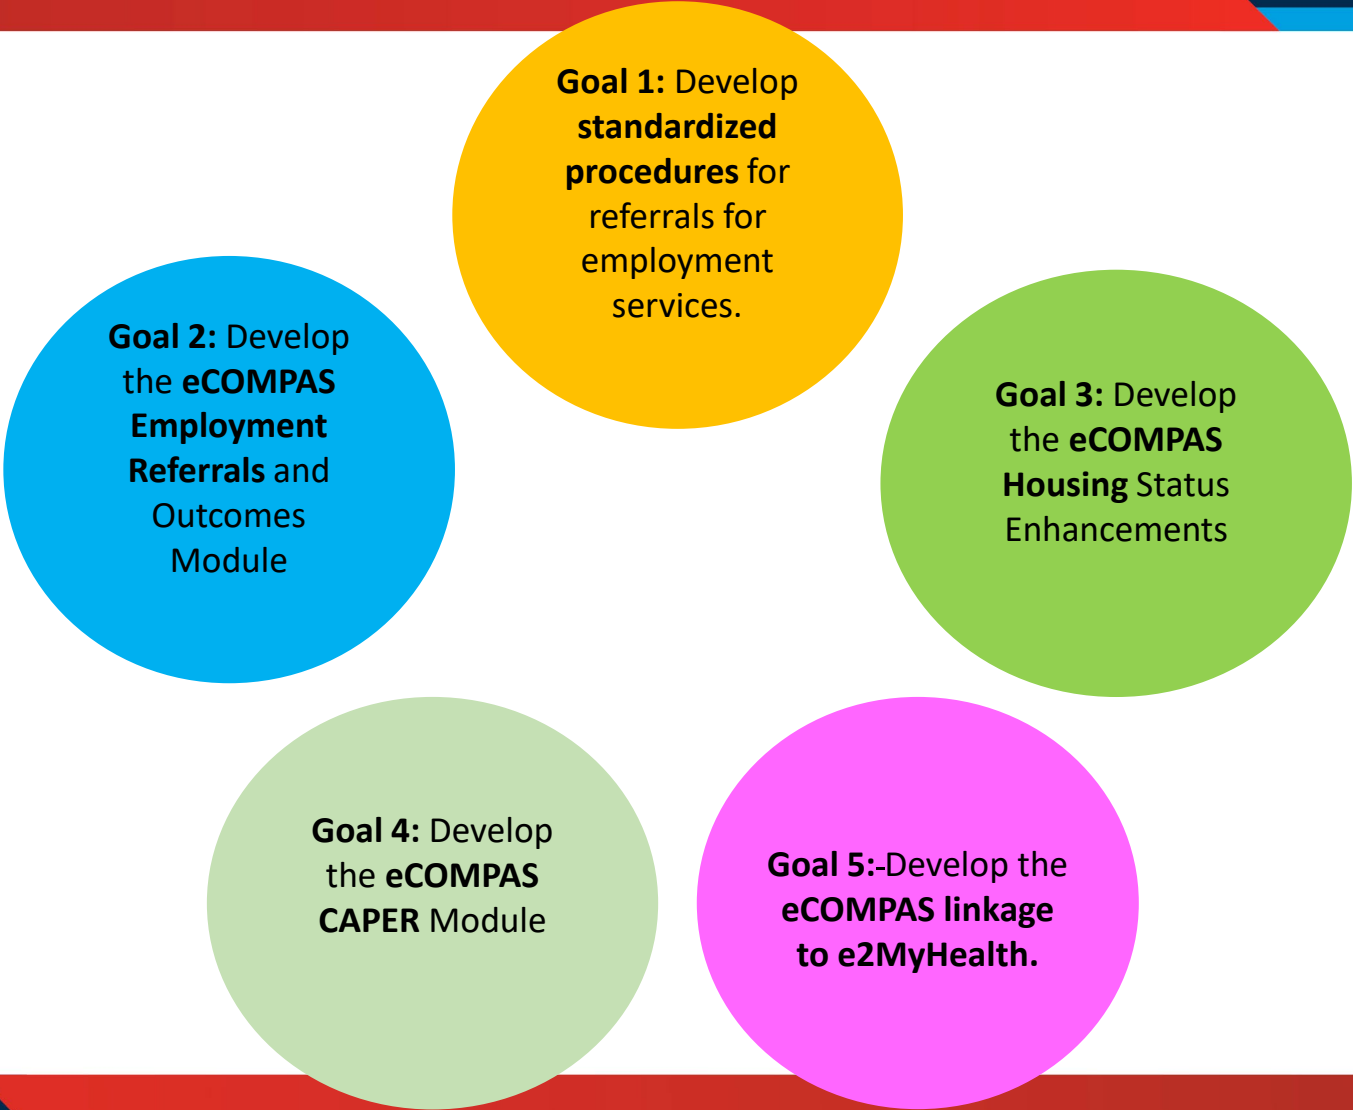 Goal 1: Develop
standardized
procedures for
referrals for
employment
services.
Goal 2: Develop
the eCOMPAS
Employment
Referrals and
Outcomes
Module
Goal 3: Develop
the eCOMPAS
Housing Status
Enhancements
Goal 4: Develop
the eCOMPAS
CAPER Module
Goal 5:-Develop the
eCOMPAS linkage
to e2MyHealth.